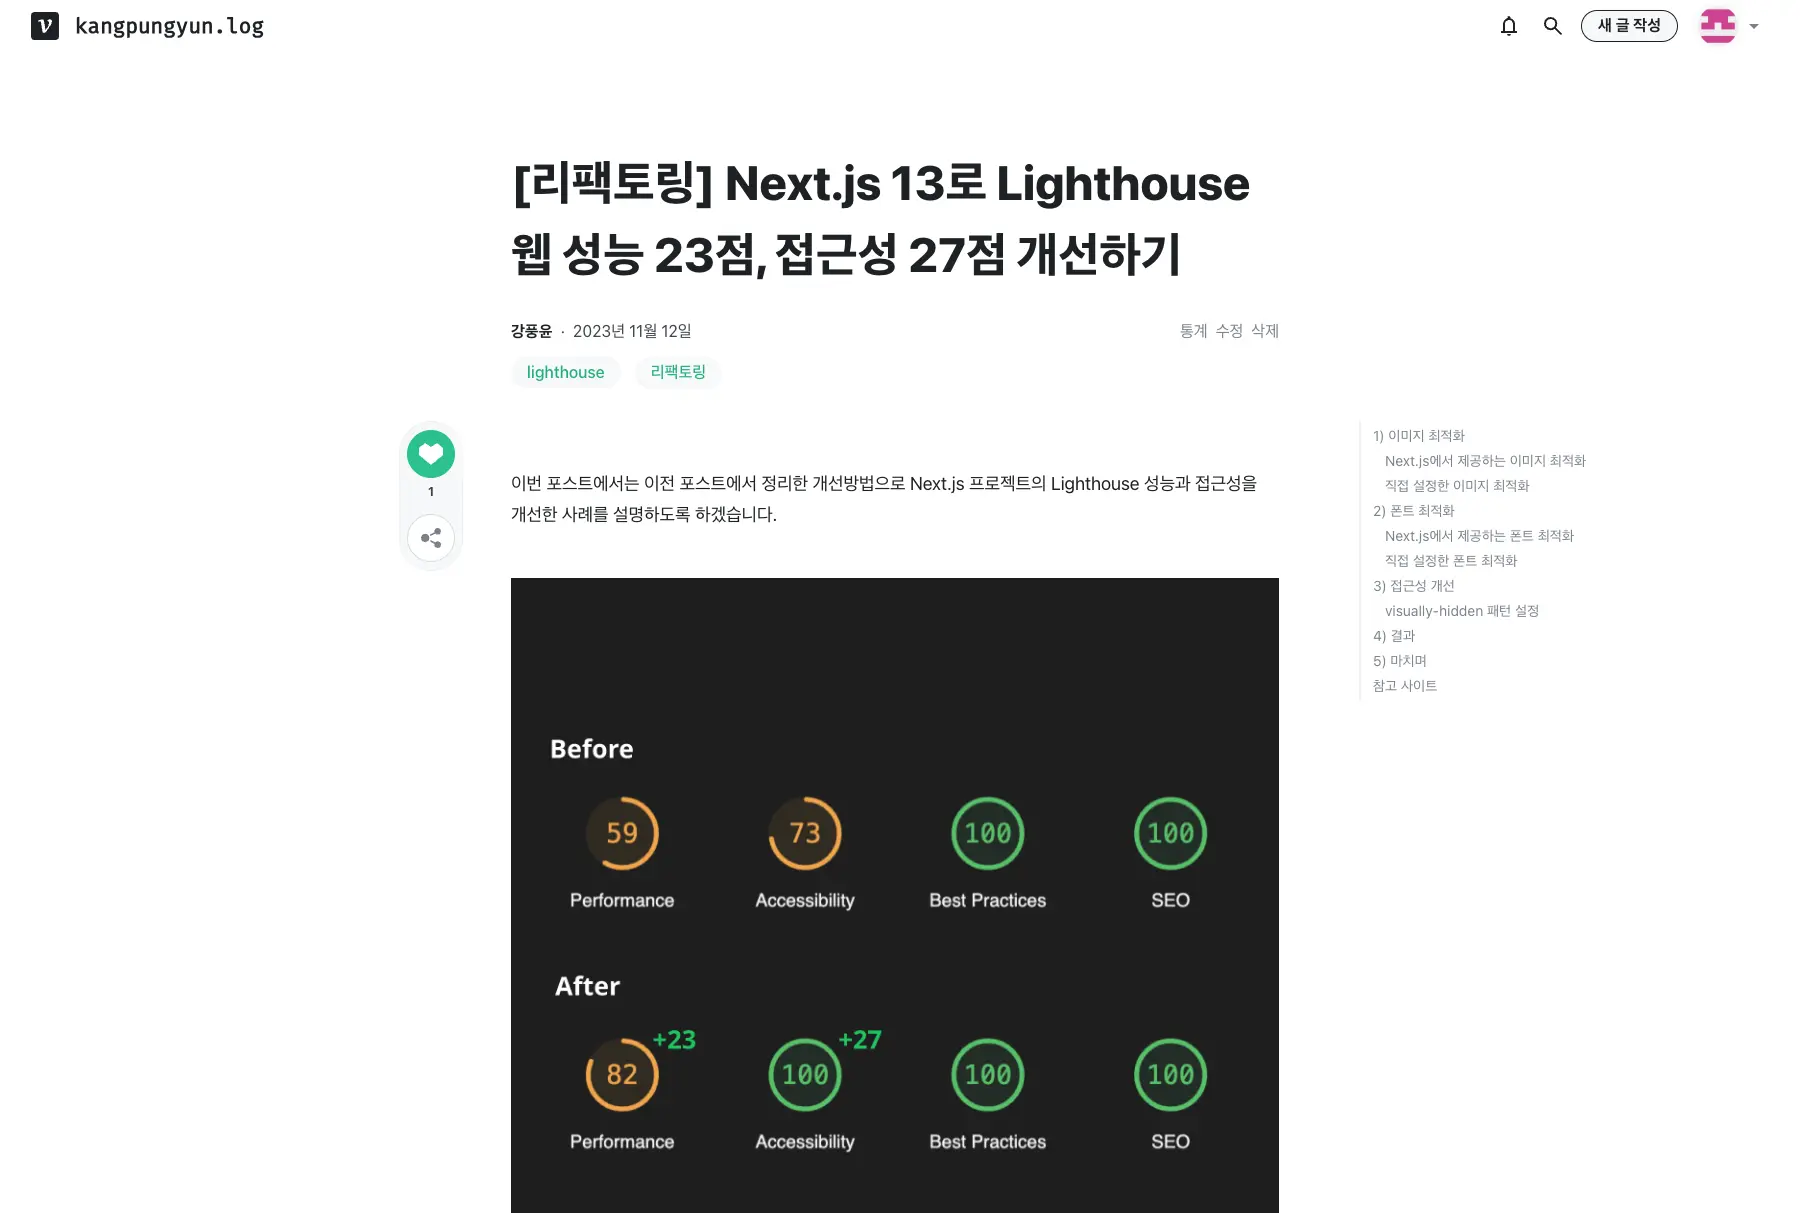 v kangpungyun.log
새 글 작성
[리팩토링] Next.js 13로 Lighthouse
웹 성능 23점, 접근성 27점 개선하기
강풍윤 · 2023년 11월 12일
통계 수정 삭제
lighthouse 리팩토링
1
이번 포스트에서는 이전 포스트에서 정리한 개선방법으로 Next.js 프로젝트의 Lighthouse 성능과 접근성을
개선한 사례를 설명하도록 하겠습니다.
1) 이미지 최적화
Next.js에서 제공하는 이미지 최적화
직접 설정한 이미지 최적화
2) 폰트 최적화
Next.js에서 제공하는 폰트 최적화
직접 설정한 폰트 최적화
3) 접근성 개선
visually-hidden 패턴 설정
4) 결과
5) 마치며
참고 사이트
Before
59 73 100 100
Performance Accessibility Best Practices SEO
After
+23 +27
82 100 100 100
Performance Accessibility Best Practices SEO